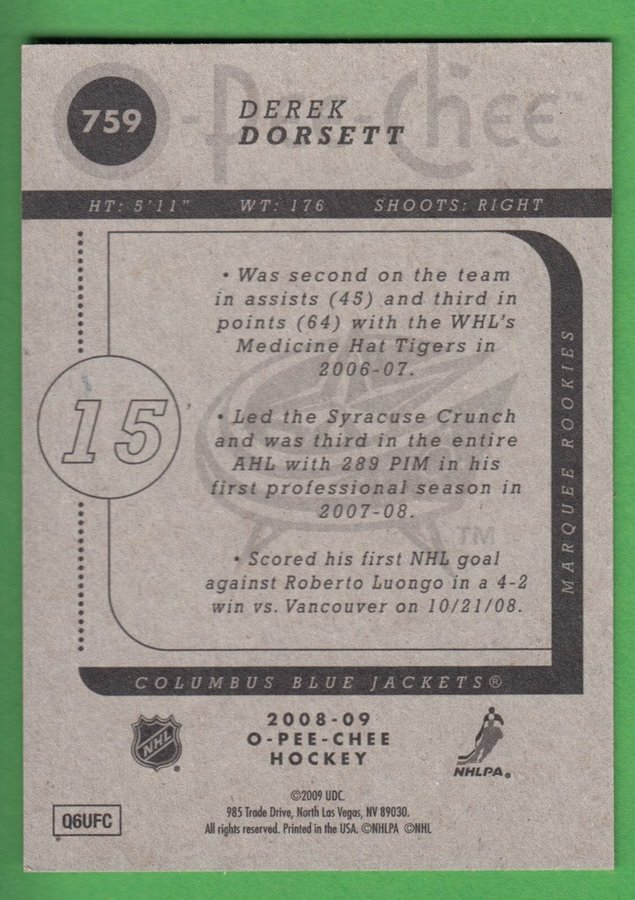 O-Pee-Chee™
759
DEREK
DORSETT
HT: 5'11" WT: 176 SHOOTS: RIGHT
• Was second on the team
in assists (45) and third in
points (64) with the WHL's
Medicine Hat Tigers in
2006-07.
15
• Led the Syracuse Crunch
and was third in the entire
AHL with 289 PIM in his
first professional season in
2007-08.
TM
• Scored his first NHL goal
against Roberto Luongo in a 4-2
win vs. Vancouver on 10/21/08.
MARQUEE ROOKIES
COLUMBUS BLUE JACKETS®
NHL
2008-09
O-PEE-CHEE
HOCKEY
NHLPA®
©2009 UDC.
985 Trade Drive, North Las Vegas, NV 89030.
All rights reserved. Printed in the USA. ©NHLPA ©NHL
Q6UFC